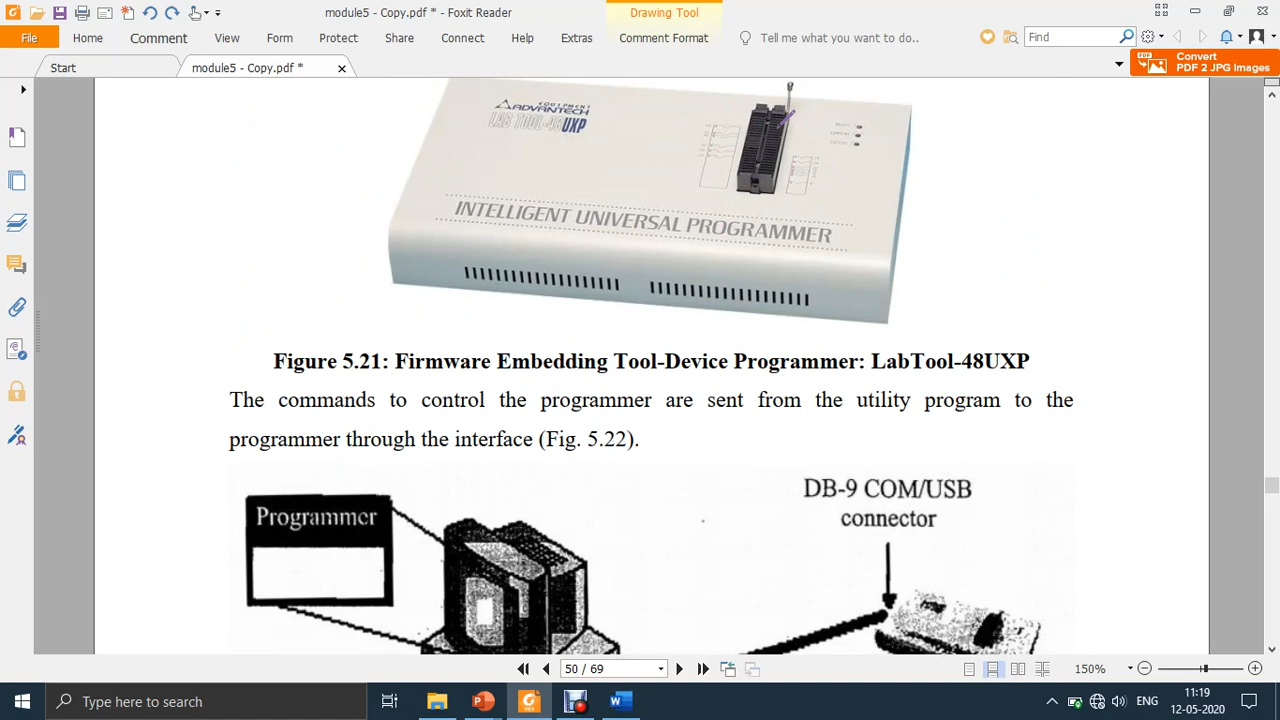 module5 - Copy.pdf * - Foxit Reader
Drawing Tool
File
Home
Comment
View
Form
Protect
Share
Connect
Help
Extras
Comment Format
Tell me what you want to do..
Find
Start
module5 - Copy.pdf *
Convert
PDF 2 JPG Images
EQUIPMENT
ADVANTECH
LAB TOOL-48UXP
INTELLIGENT UNIVERSAL PROGRAMMER
Figure 5.21: Firmware Embedding Tool-Device Programmer: LabTool-48UXP
The commands to control the programmer are sent from the utility program to the
programmer through the interface (Fig. 5.22).
Programmer
DB-9 COM/USB
connector
50 / 69
150%
Type here to search
ENG
11:19
12-05-2020